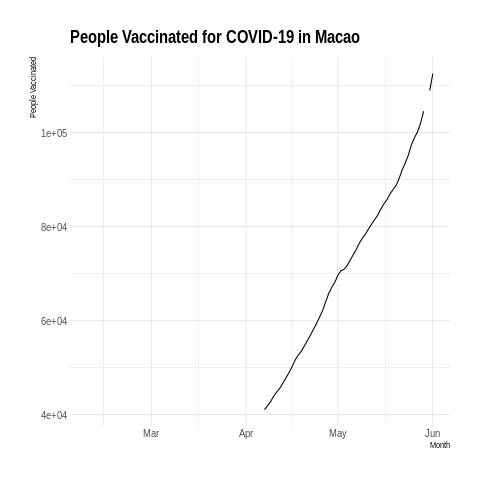 People Vaccinated for COVID-19 in Macao
People Vaccinated
1e+05
8e+04
6e+04
4e+04
Mar Apr May Jun
Month